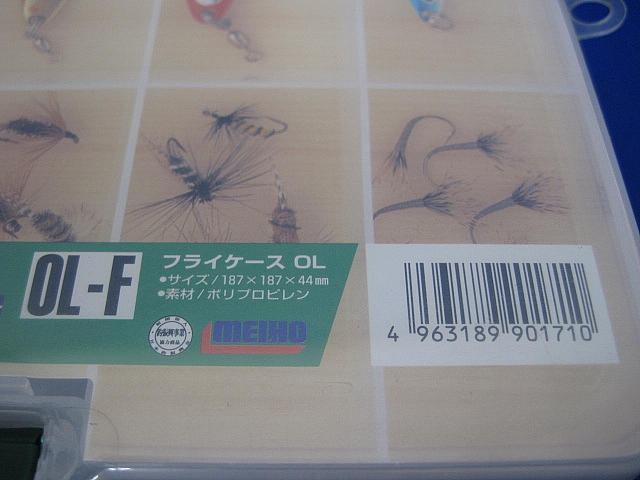 OL-F
フライケース OL
•サイズ/187×187×44mm
•素材/ポリプロピレン
MEIHO
4 963189 901710